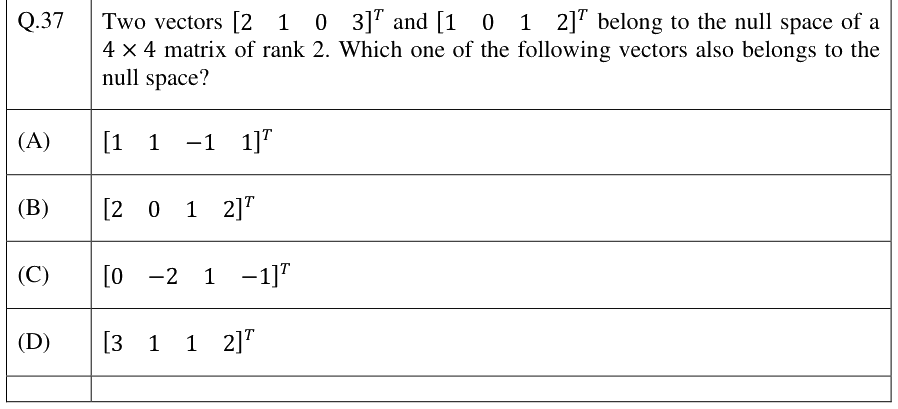 Q.37 Two vectors [2 1 0 3]ᵀ and [1 0 1 2]ᵀ belong to the null space of a
4 × 4 matrix of rank 2. Which one of the following vectors also belongs to the
null space?
(A) [1 1 −1 1]ᵀ
(B) [2 0 1 2]ᵀ
(C) [0 −2 1 −1]ᵀ
(D) [3 1 1 2]ᵀ